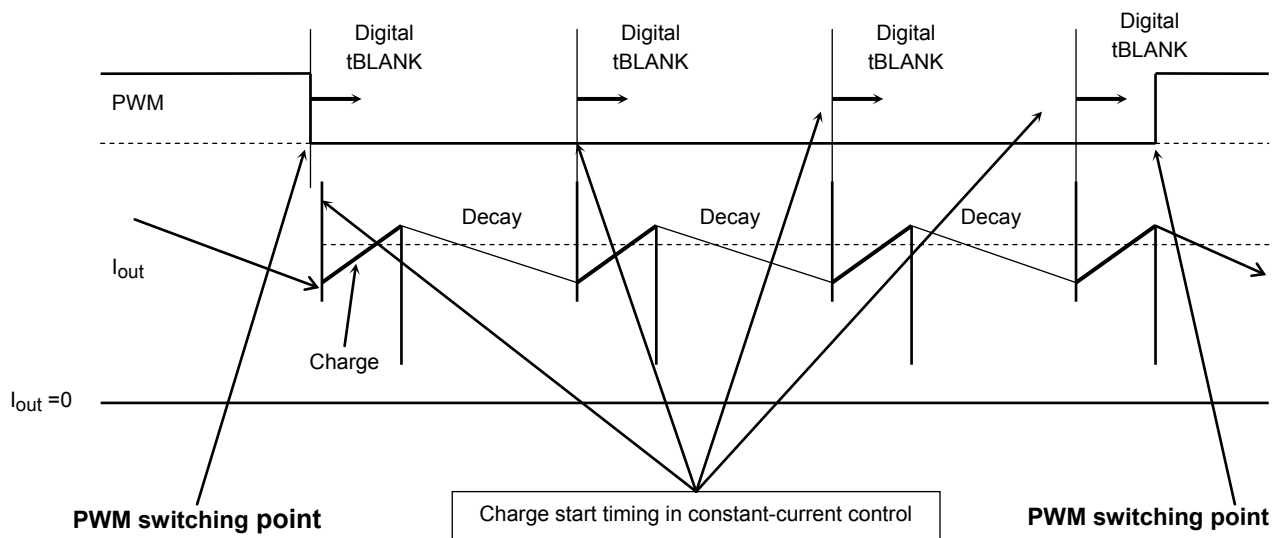 Digital
tBLANK
Digital
tBLANK
Digital
tBLANK
Digital
tBLANK
PWM
Decay
Decay
Decay
Iout
Charge
Iout =0
PWM switching point
Charge start timing in constant-current control
PWM switching point